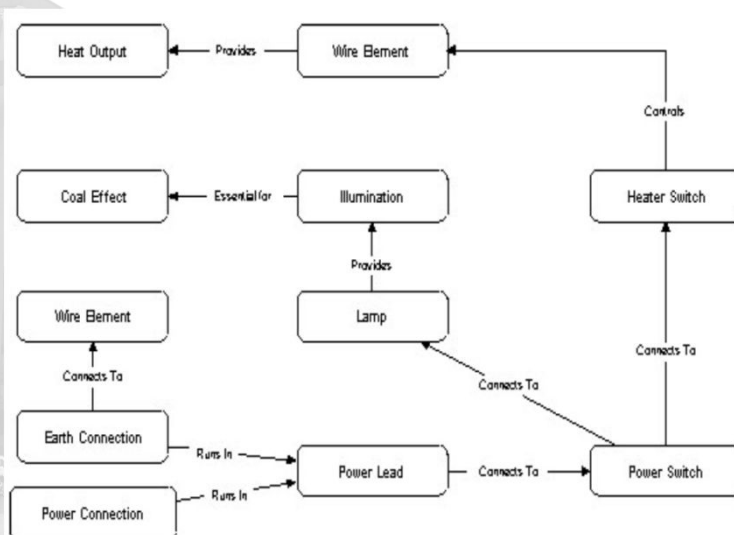 Heat Output
Provides
Wire Element
Controls
Coal Effect
Essential for
Illumination
Heater Switch
Provides
Wire Element
Lamp
Connects To
Connects To
Connects To
Earth Connection
Runs In
Power Lead
Connects To
Power Switch
Runs In
Power Connection